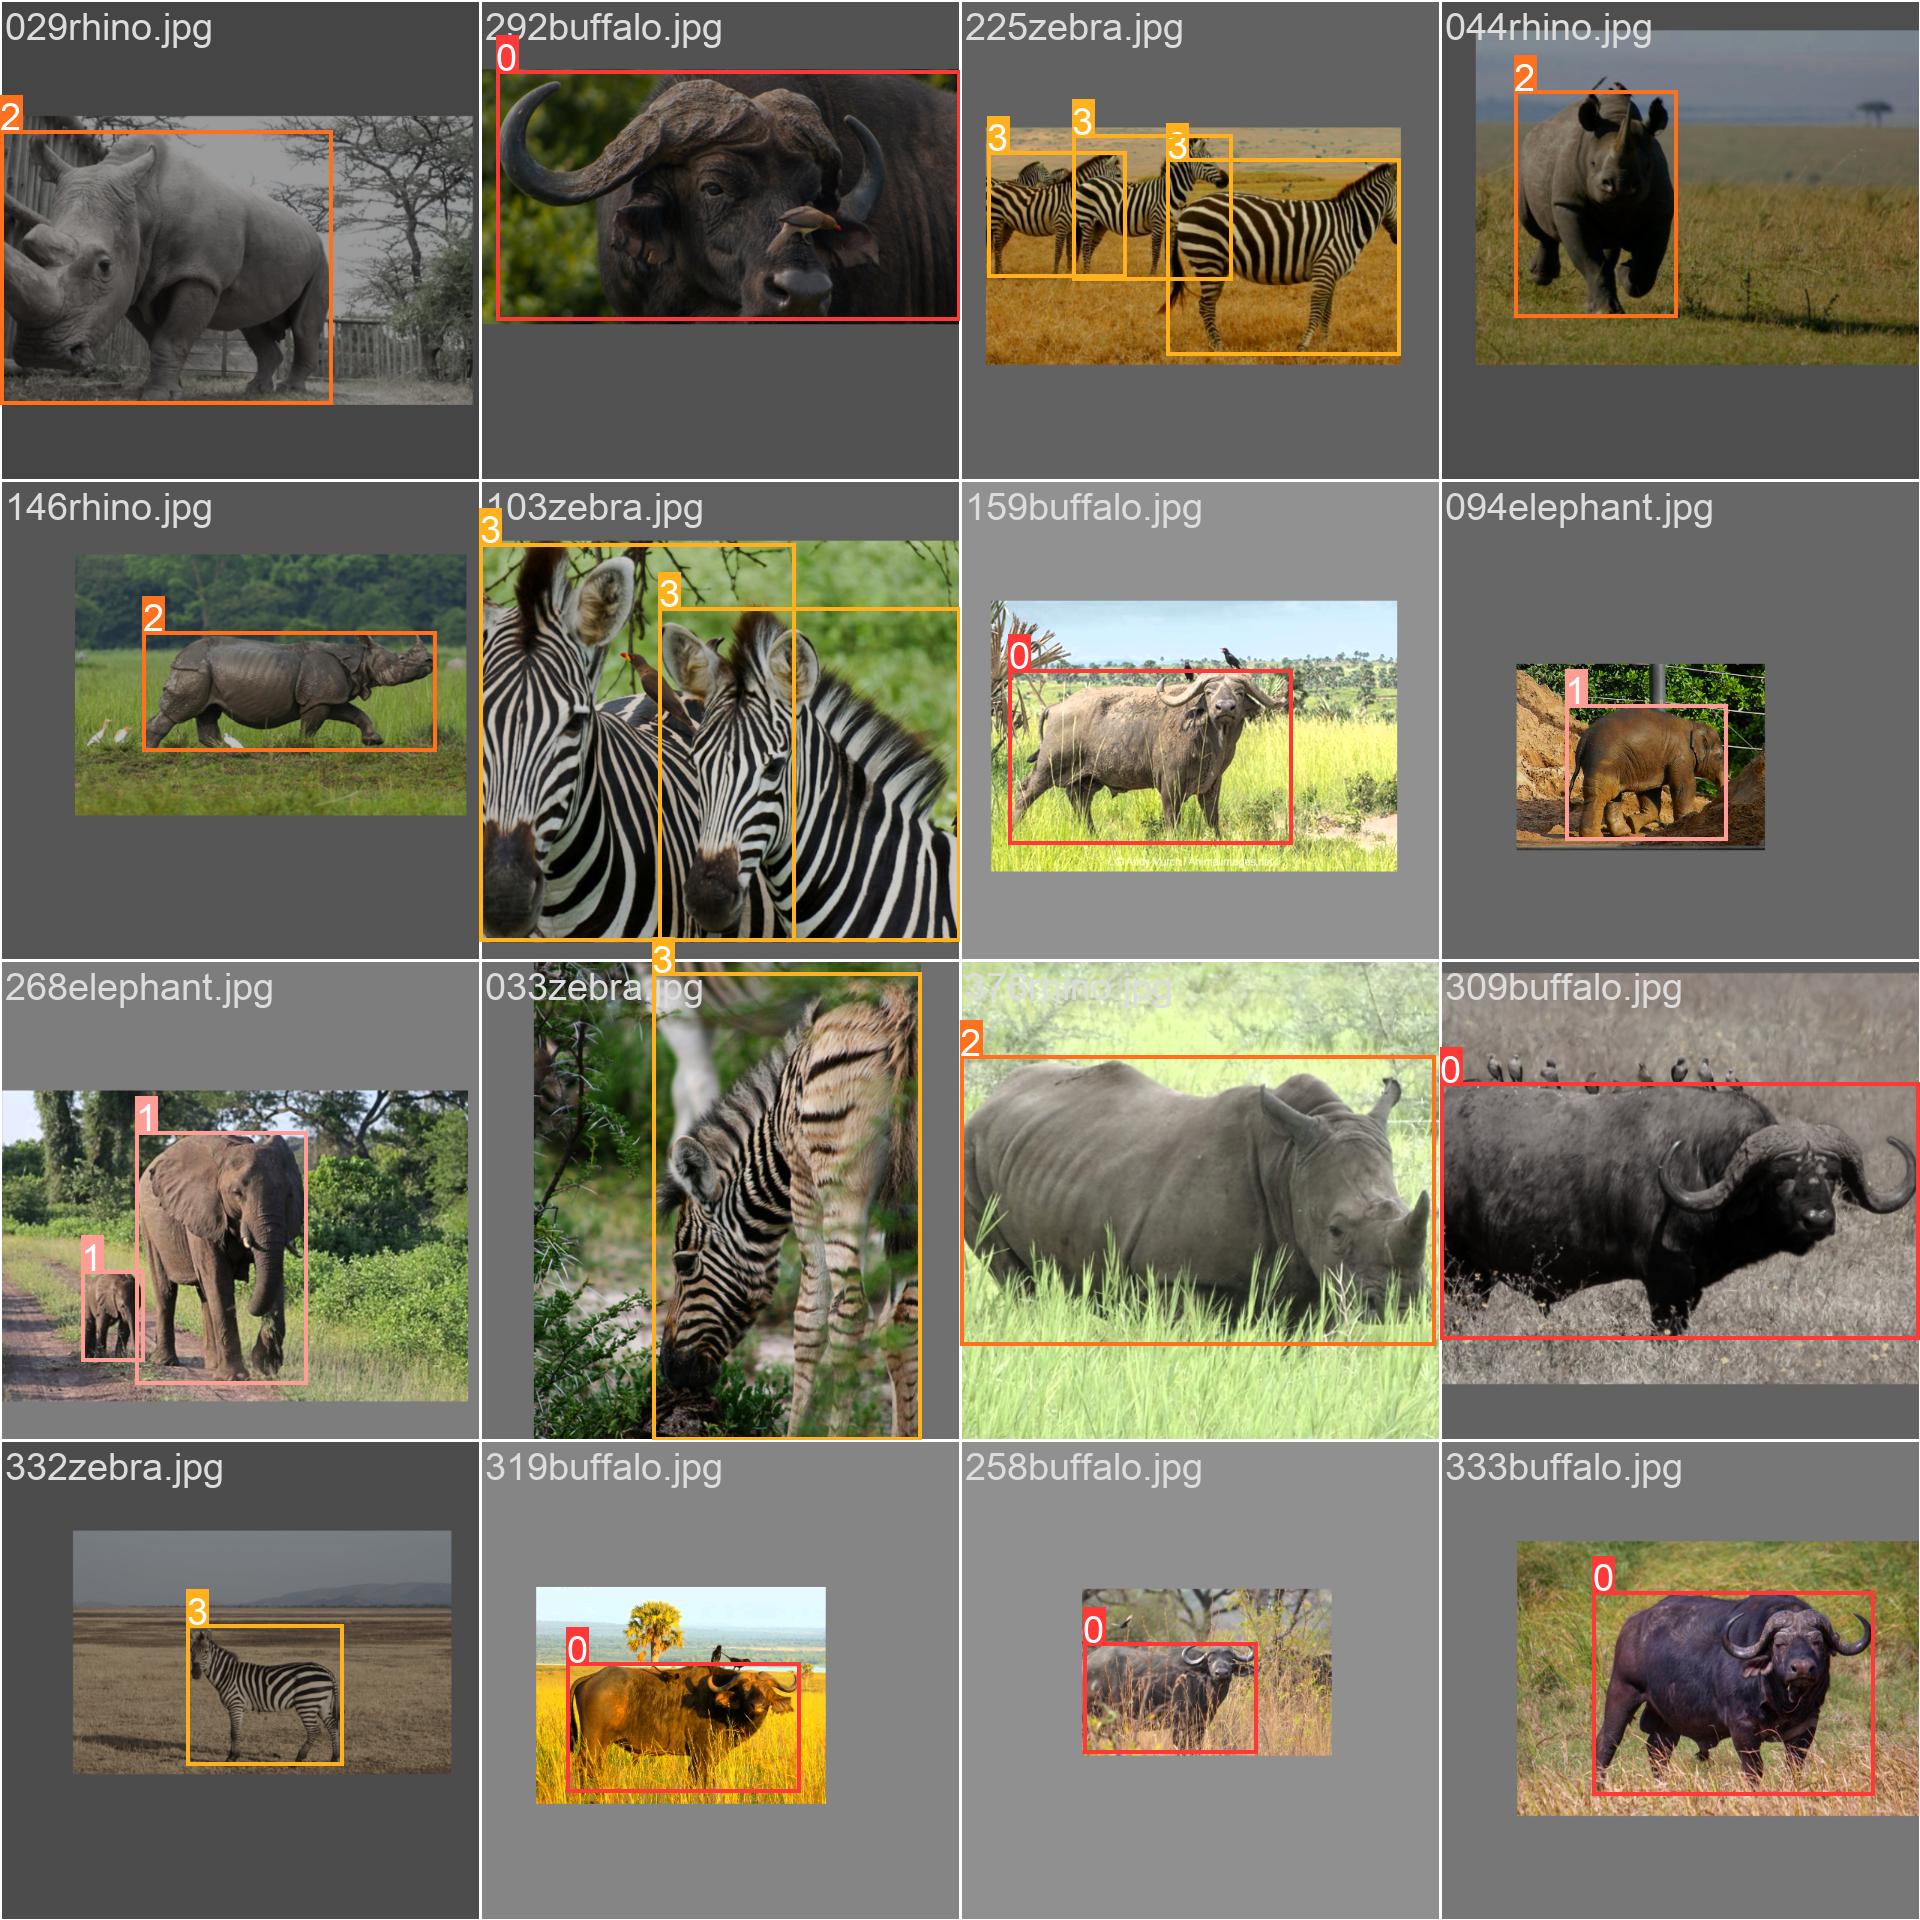 029rhino.jpg
292buffalo.jpg
225zebra.jpg
044rhino.jpg
0
2
2
3
3
3
146rhino.jpg
103zebra.jpg
159buffalo.jpg
094elephant.jpg
3
2
3
0
1
© Andy Murch / Animalimages.net
268elephant.jpg
033zebra.jpg
376rhino.jpg
309buffalo.jpg
3
1
2
0
1
332zebra.jpg
319buffalo.jpg
258buffalo.jpg
333buffalo.jpg
3
0
0
0